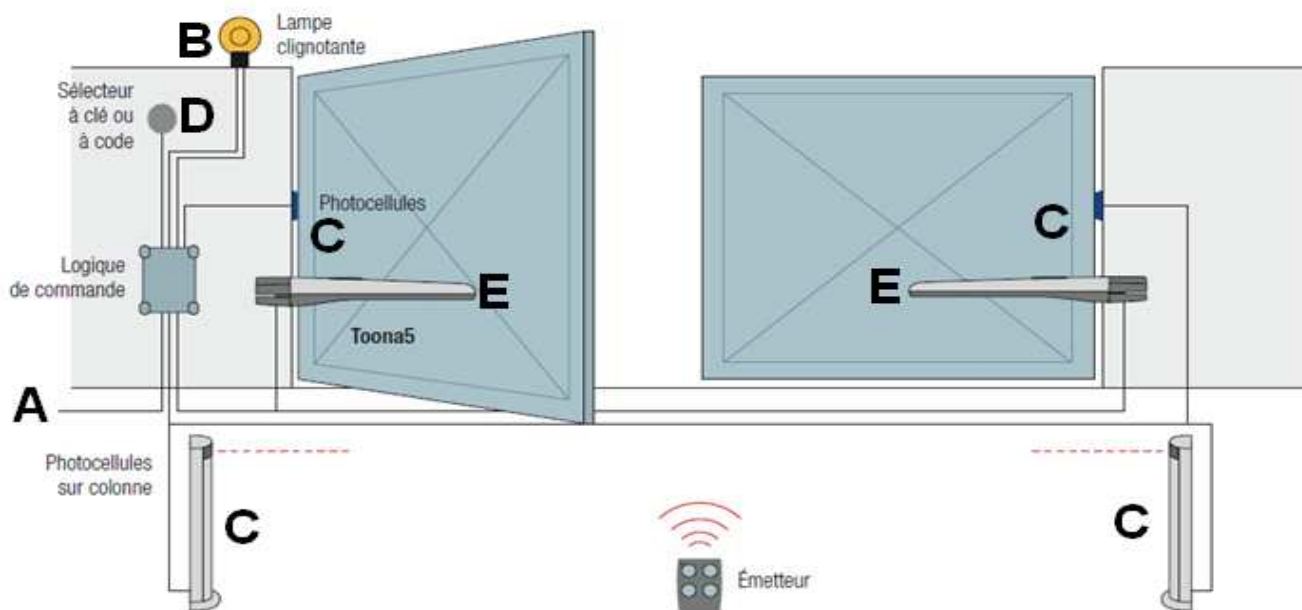 B
Lampe
clignotante
Sélecteur
à clé ou
à code
D
Photocellules
C
C
Logique
de commande
E
E
Toona5
A
Photocellules
sur colonne
C
C
Émetteur